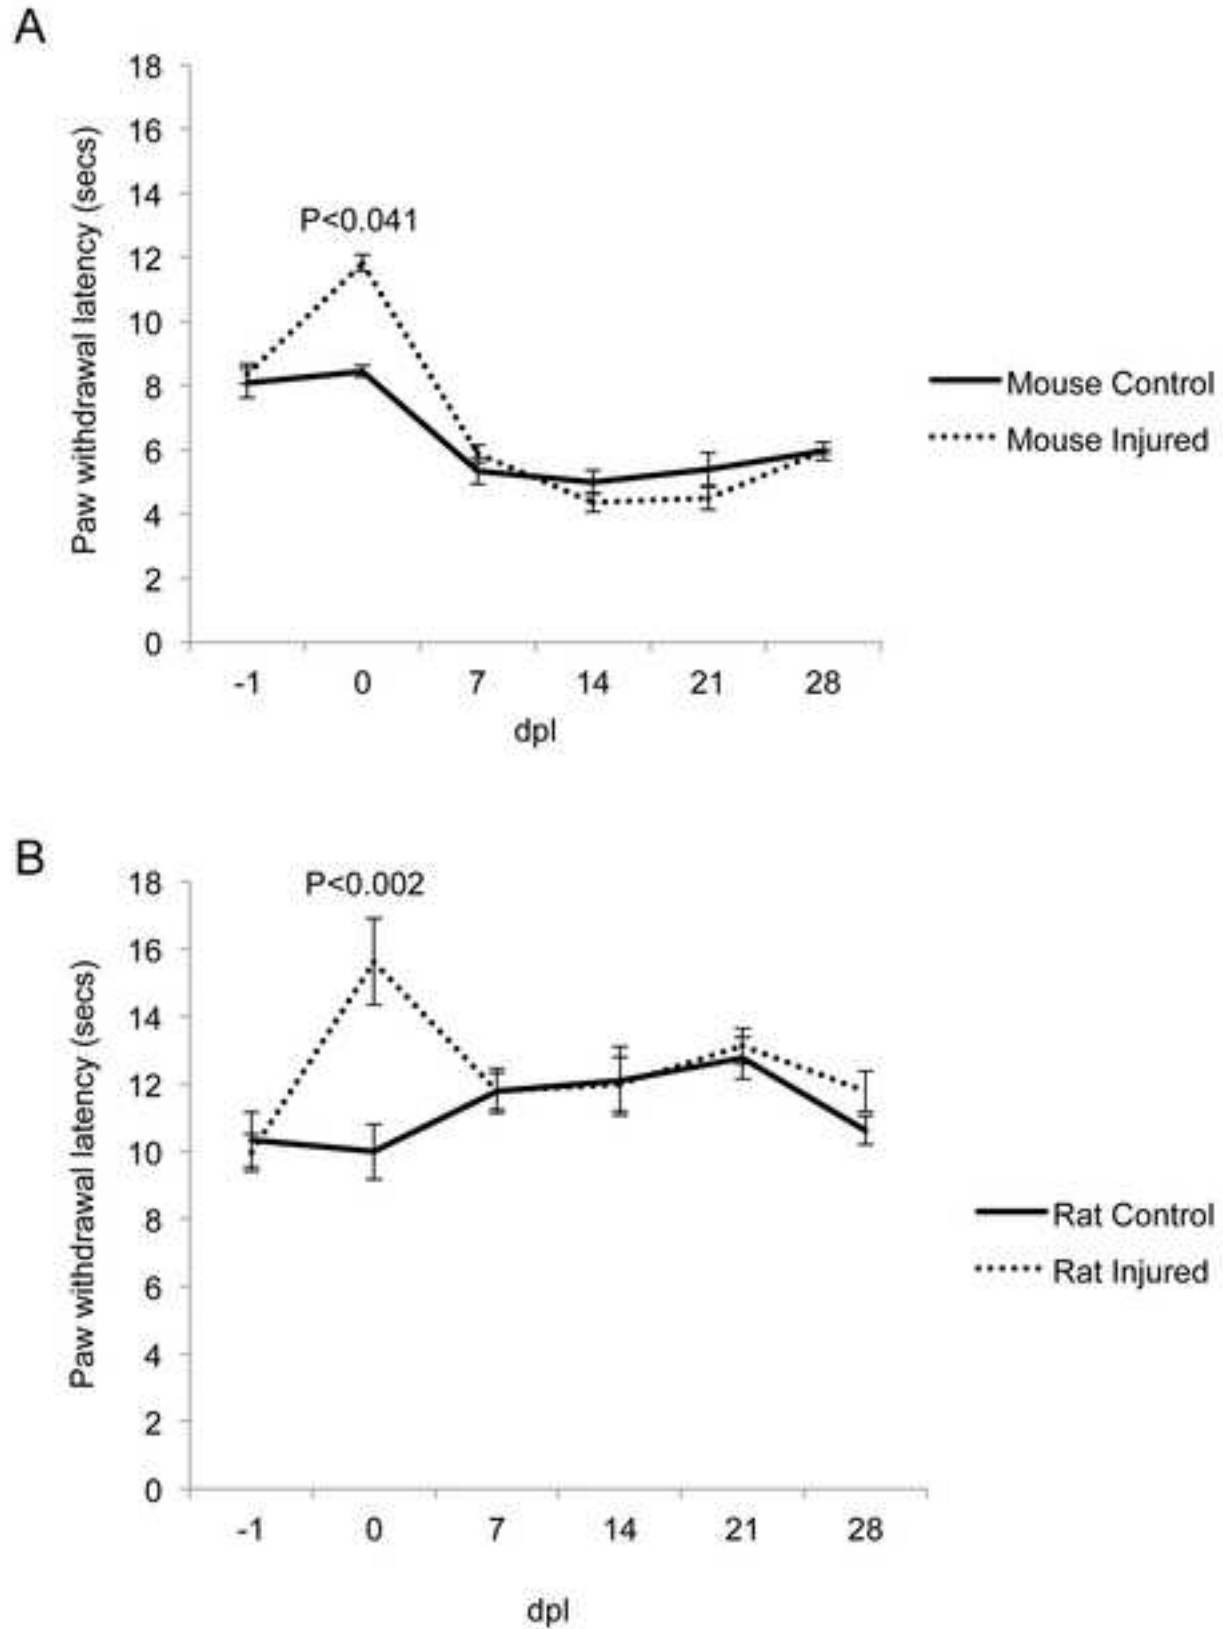 A
18
16
14
12
10
8
6
4
2
0
Paw withdrawal latency (secs)
P<0.041
Mouse Control
Mouse Injured
-1 0 7 14 21 28
dpl
B
18
16
14
12
10
8
6
4
2
0
Paw withdrawal latency (secs)
P<0.002
Rat Control
Rat Injured
-1 0 7 14 21 28
dpl